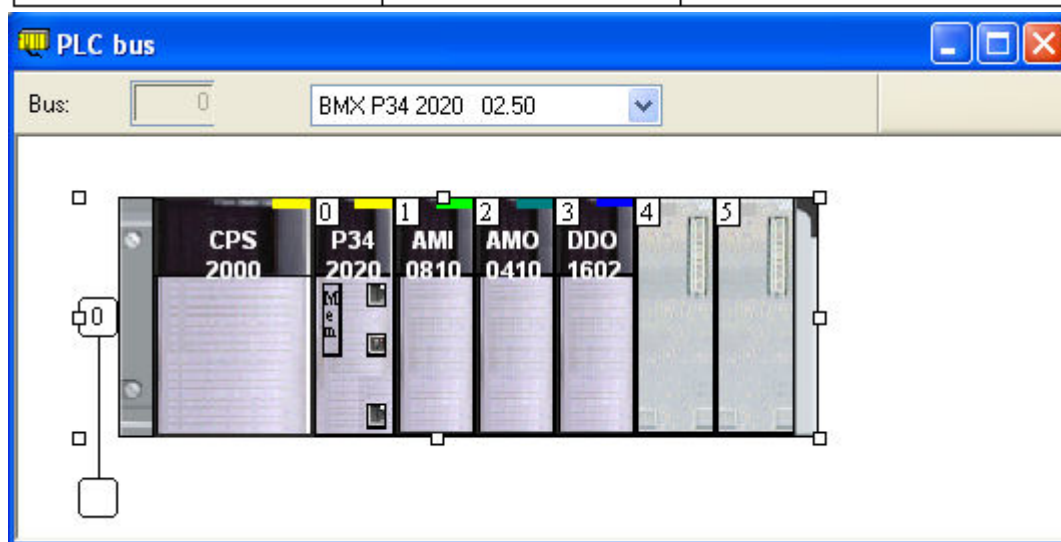 PLC bus
Bus: 0 BMX P34 2020 02.50
0 1 2 3 4 5
CPS P34 AMI AMO DDO
2000 2020 0810 0410 1602
Mem
0